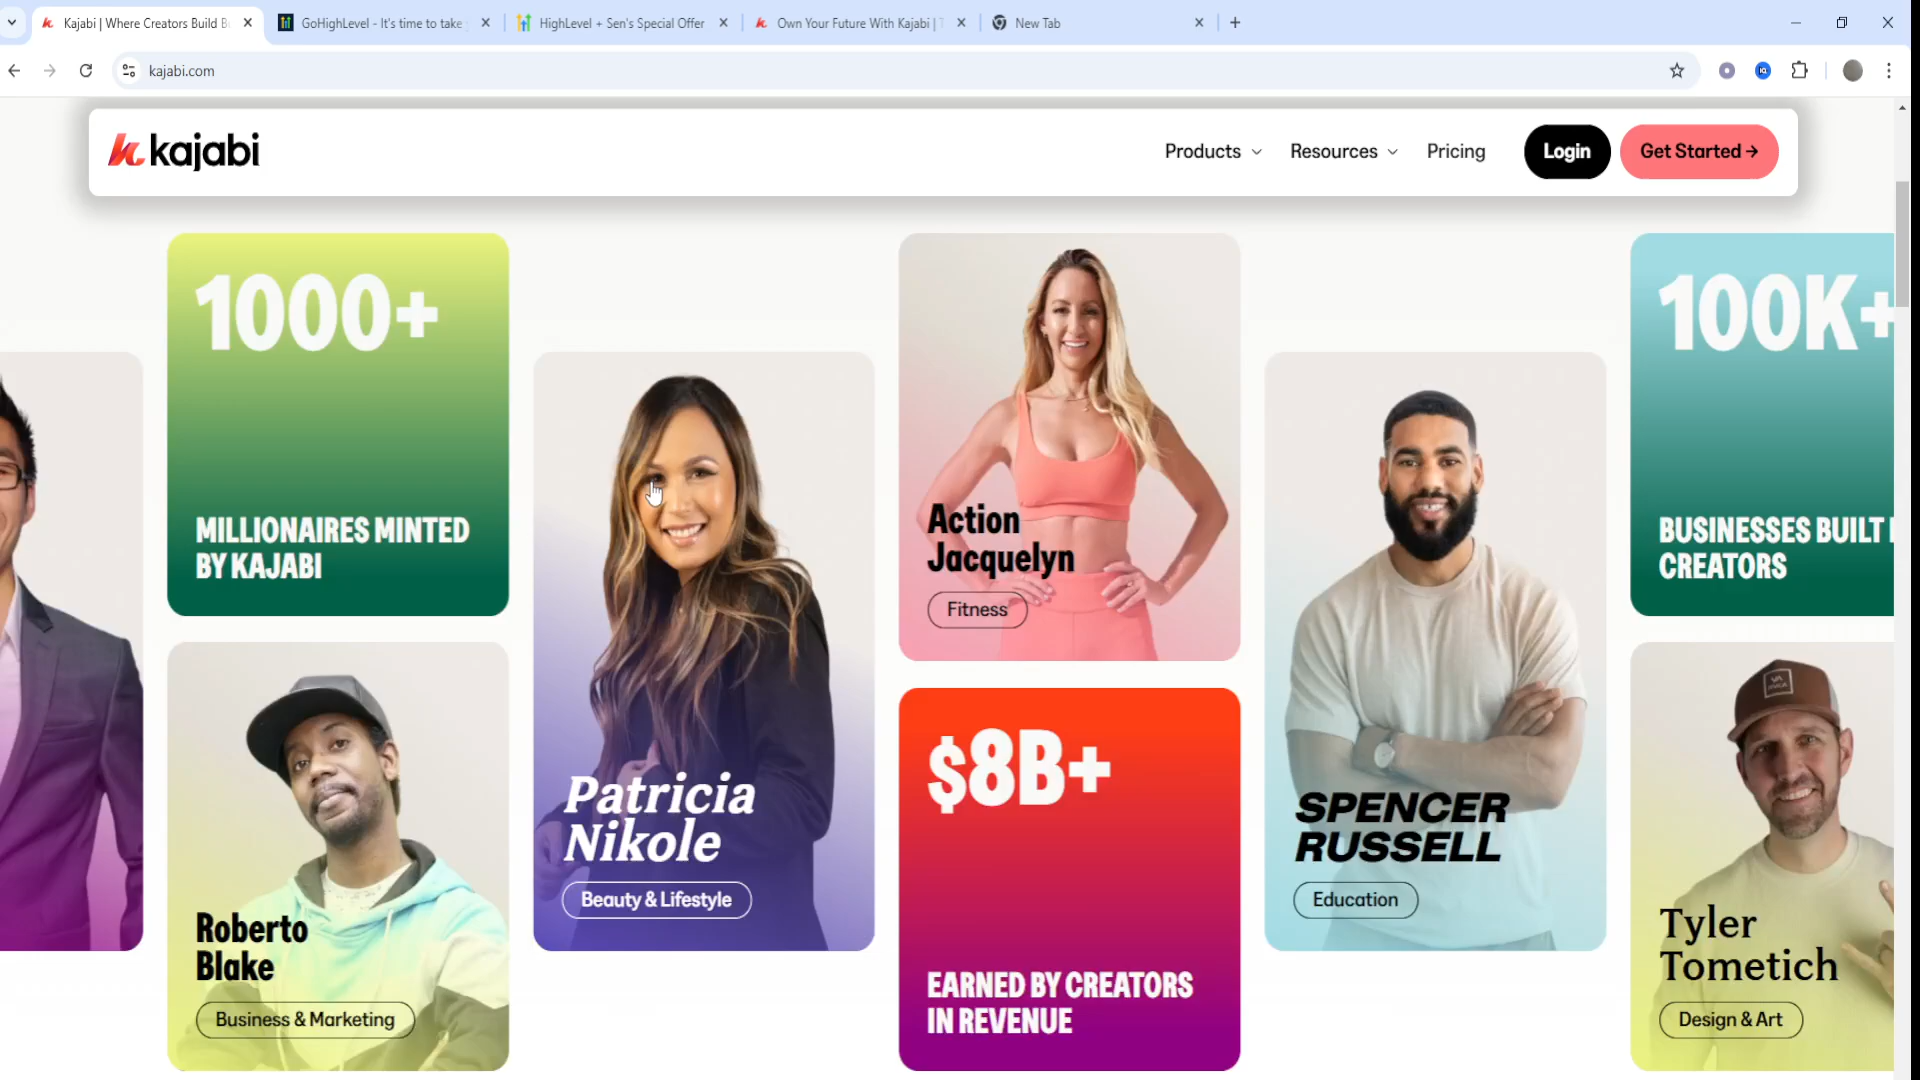 Kajabi | Where Creators Build B
GoHighLevel - It's time to take
HighLevel + Sen's Special Offer
Own Your Future With Kajabi | T
New Tab
kajabi.com
kajabi
Products
Resources
Pricing
Login
Get Started →
1000+
MILLIONAIRES MINTED
BY KAJABI
Roberto
Blake
Business & Marketing
Patricia
Nikole
Beauty & Lifestyle
Action
Jacquelyn
Fitness
$8B+
EARNED BY CREATORS
IN REVENUE
SPENCER
RUSSELL
Education
100K+
BUSINESSES BUILT
CREATORS
Tyler
Tometich
Design & Art